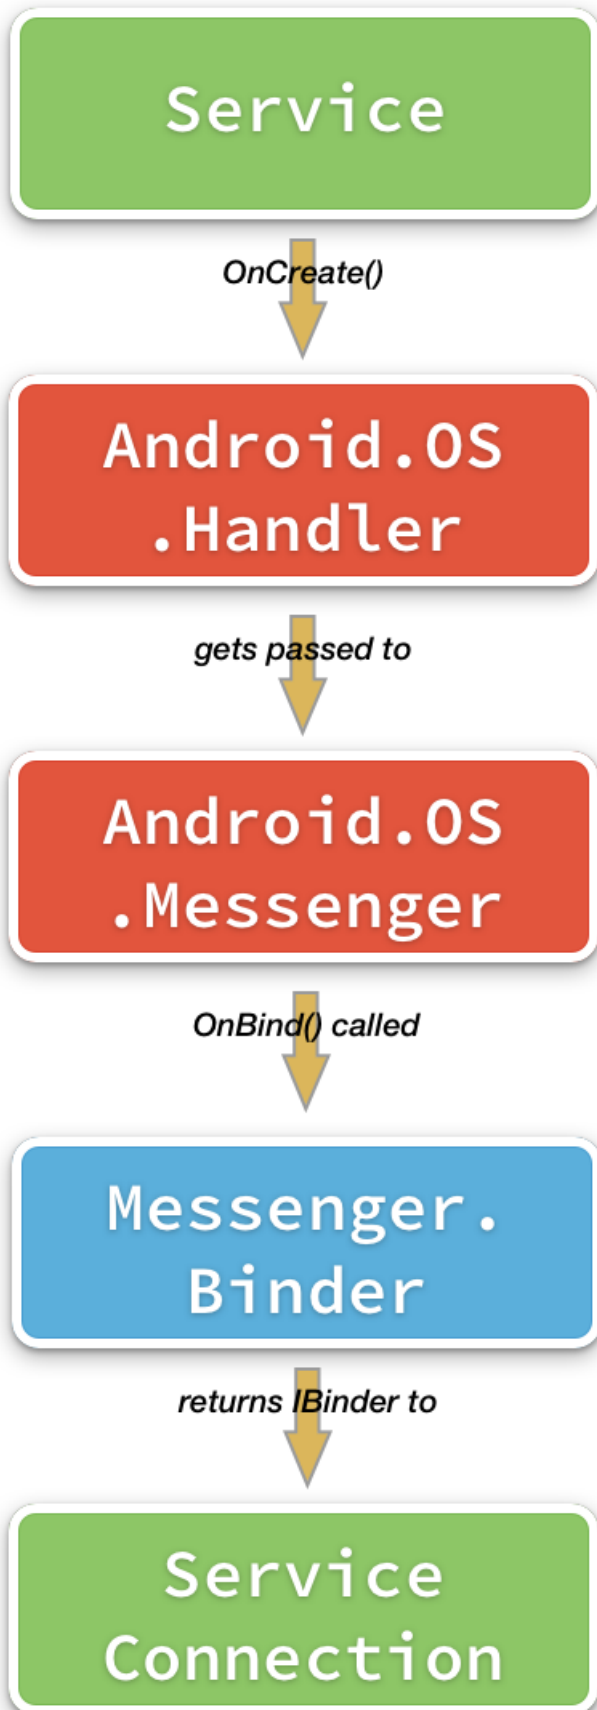 Service
OnCreate()
Android.OS
.Handler
gets passed to
Android.OS
.Messenger
OnBind() called
Messenger.
Binder
returns IBinder to
Service
Connection